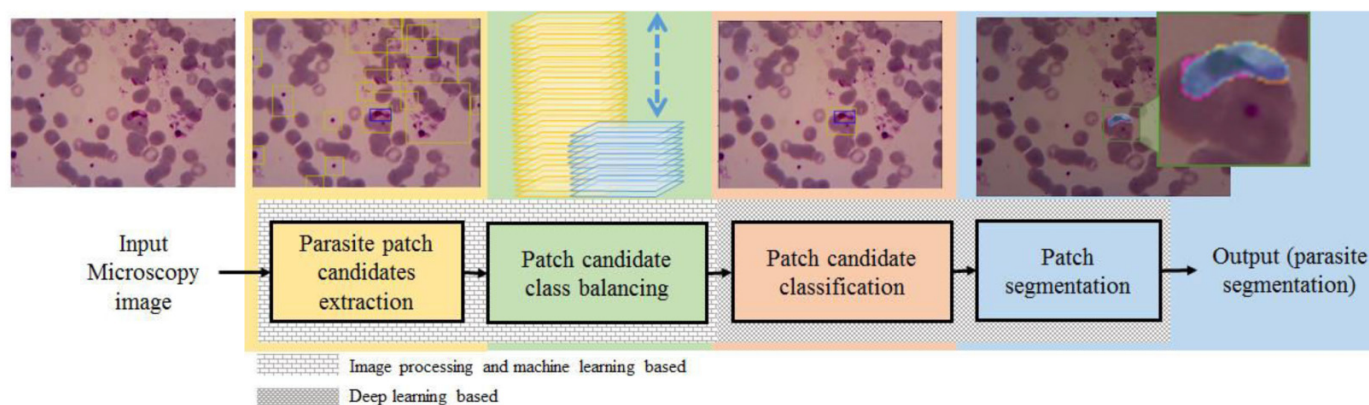 Input
Microscopy
image
Parasite patch
candidates
extraction
Patch candidate
class balancing
Patch candidate
classification
Patch
segmentation
Output (parasite
segmentation)
Image processing and machine learning based
Deep learning based